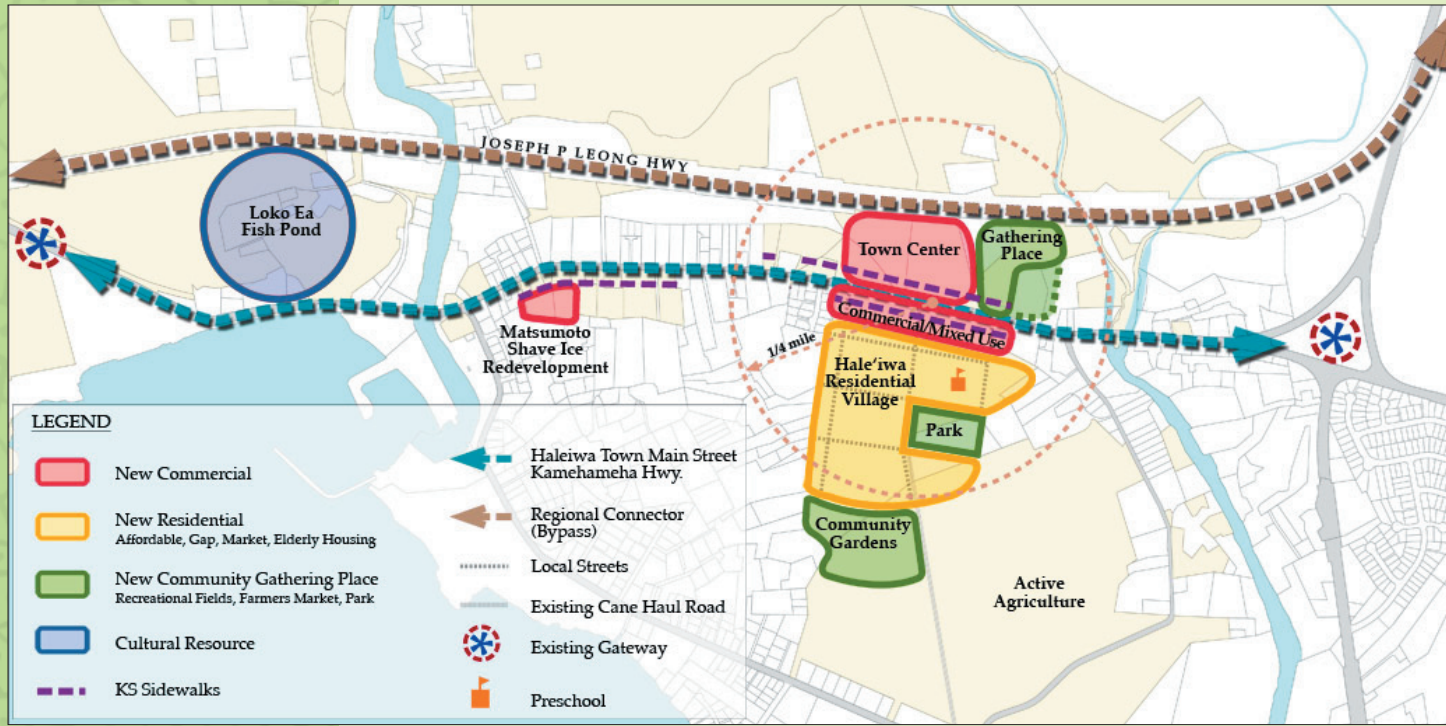 JOSEPH P LEONG HWY
Loko Ea
Fish Pond
Town Center
Gathering
Place
Commercial/Mixed Use
Matsumoto
Shave Ice
Redevelopment
1/4 mile
Haleʻiwa
Residential
Village
Park
Community
Gardens
Active
Agriculture
LEGEND
New Commercial
New Residential
Affordable, Gap, Market, Elderly Housing
New Community Gathering Place
Recreational Fields, Farmers Market, Park
Cultural Resource
KS Sidewalks
Haleiwa Town Main Street
Kamehameha Hwy.
Regional Connector
(Bypass)
Local Streets
Existing Cane Haul Road
Existing Gateway
Preschool